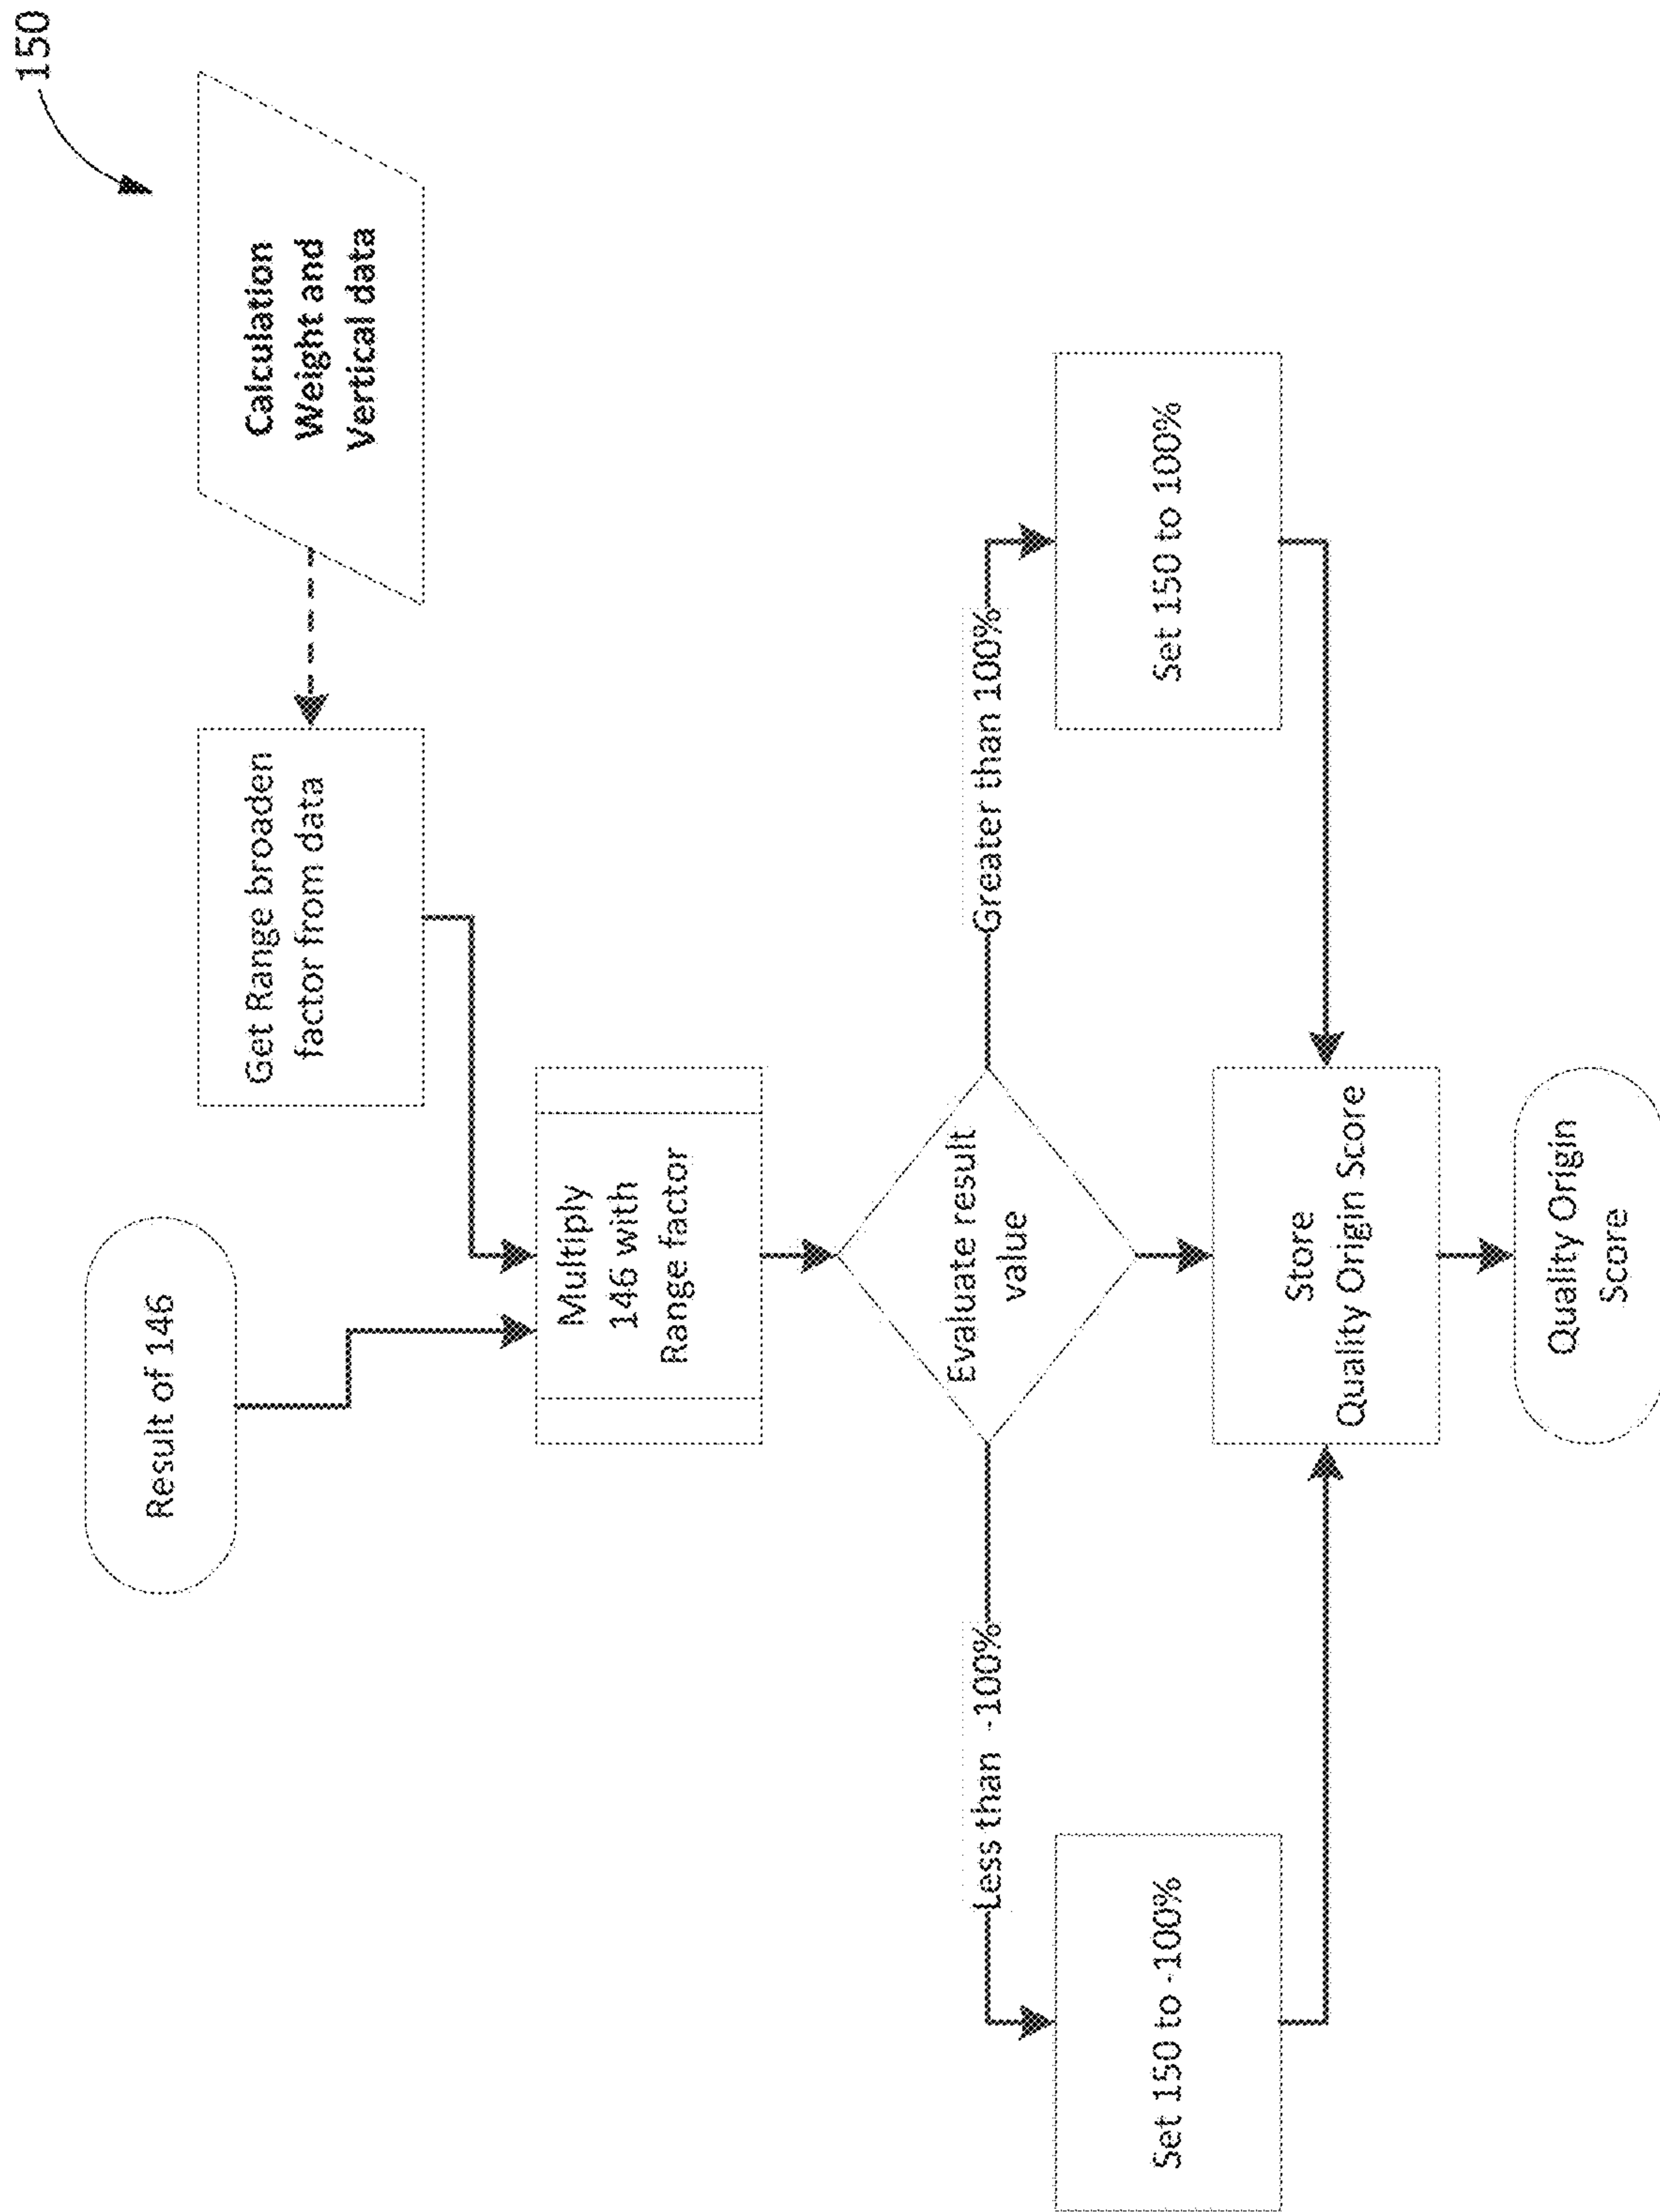 150
Result of 146
Calculation
Weight and
Vertical data
Get Range broaden
factor from data
Multiply
146 with
Range factor
Evaluate result
value
Less than -100%
Greater than 100%
Set 150 to -100%
Set 150 to 100%
Store
Quality Origin Score
Quality Origin
Score